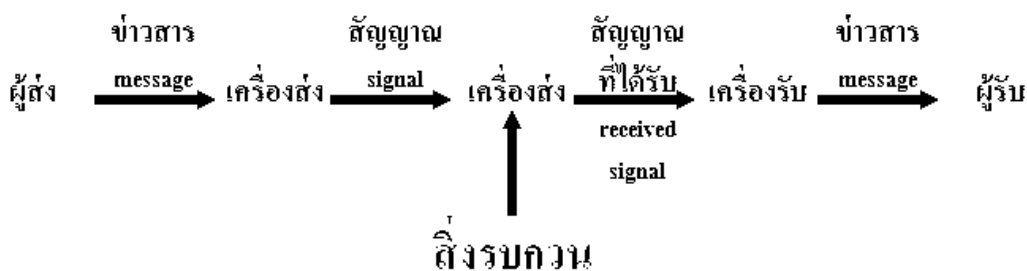 ข่าวสาร สัญญาณ สัญญาณ ข่าวสาร
ผู้ส่ง message เครื่องส่ง signal เครื่องส่ง ที่ได้รับ เครื่องรับ message ผู้รับ
received
signal
สิ่งรบกวน